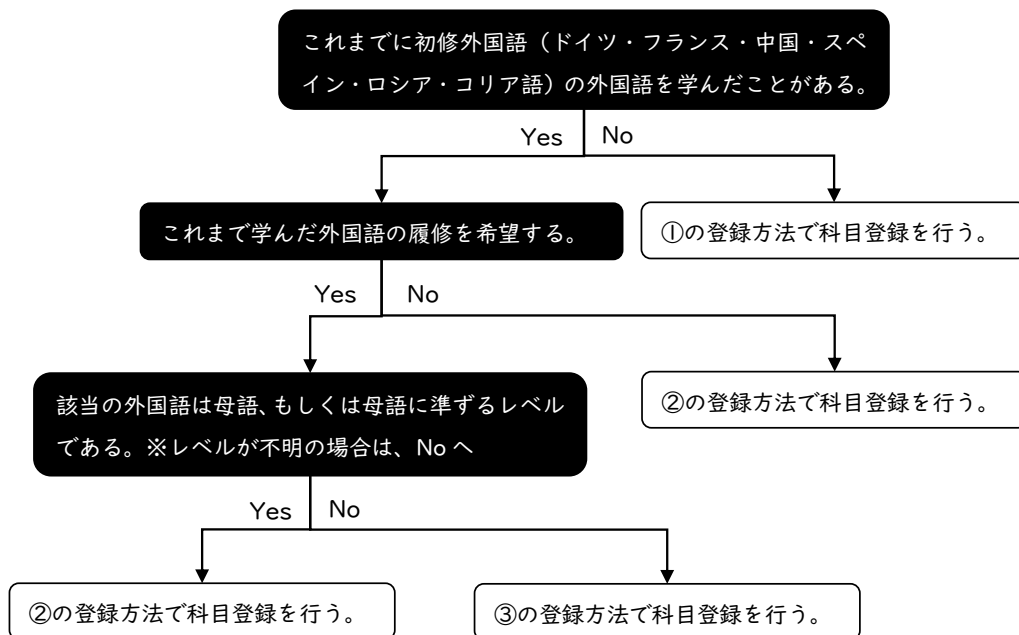 これまでに初修外国語（ドイツ・フランス・中国・スペ
イン・ロシア・コリア語）の外国語を学んだことがある。
Yes
No
これまで学んだ外国語の履修を希望する。
①の登録方法で科目登録を行う。
Yes
No
該当の外国語は母語、もしくは母語に準ずるレベル
である。※レベルが不明の場合は、No へ
②の登録方法で科目登録を行う。
Yes
No
②の登録方法で科目登録を行う。
③の登録方法で科目登録を行う。